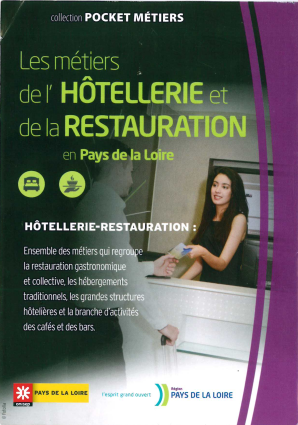 collection POCKET MÉTIERS
Les métiers
de l' HÔTELLERIE et
de la RESTAURATION
en Pays de la Loire
HÔTELLERIE-RESTAURATION :
Ensemble des métiers qui regroupe
la restauration gastronomique
et collective, les hébergements
traditionnels, les grandes structures
hôtelières et la branche d'activités
des cafés et des bars.
onisep
PAYS DE LA LOIRE
l'esprit grand ouvert
Région
PAYS DE LA LOIRE